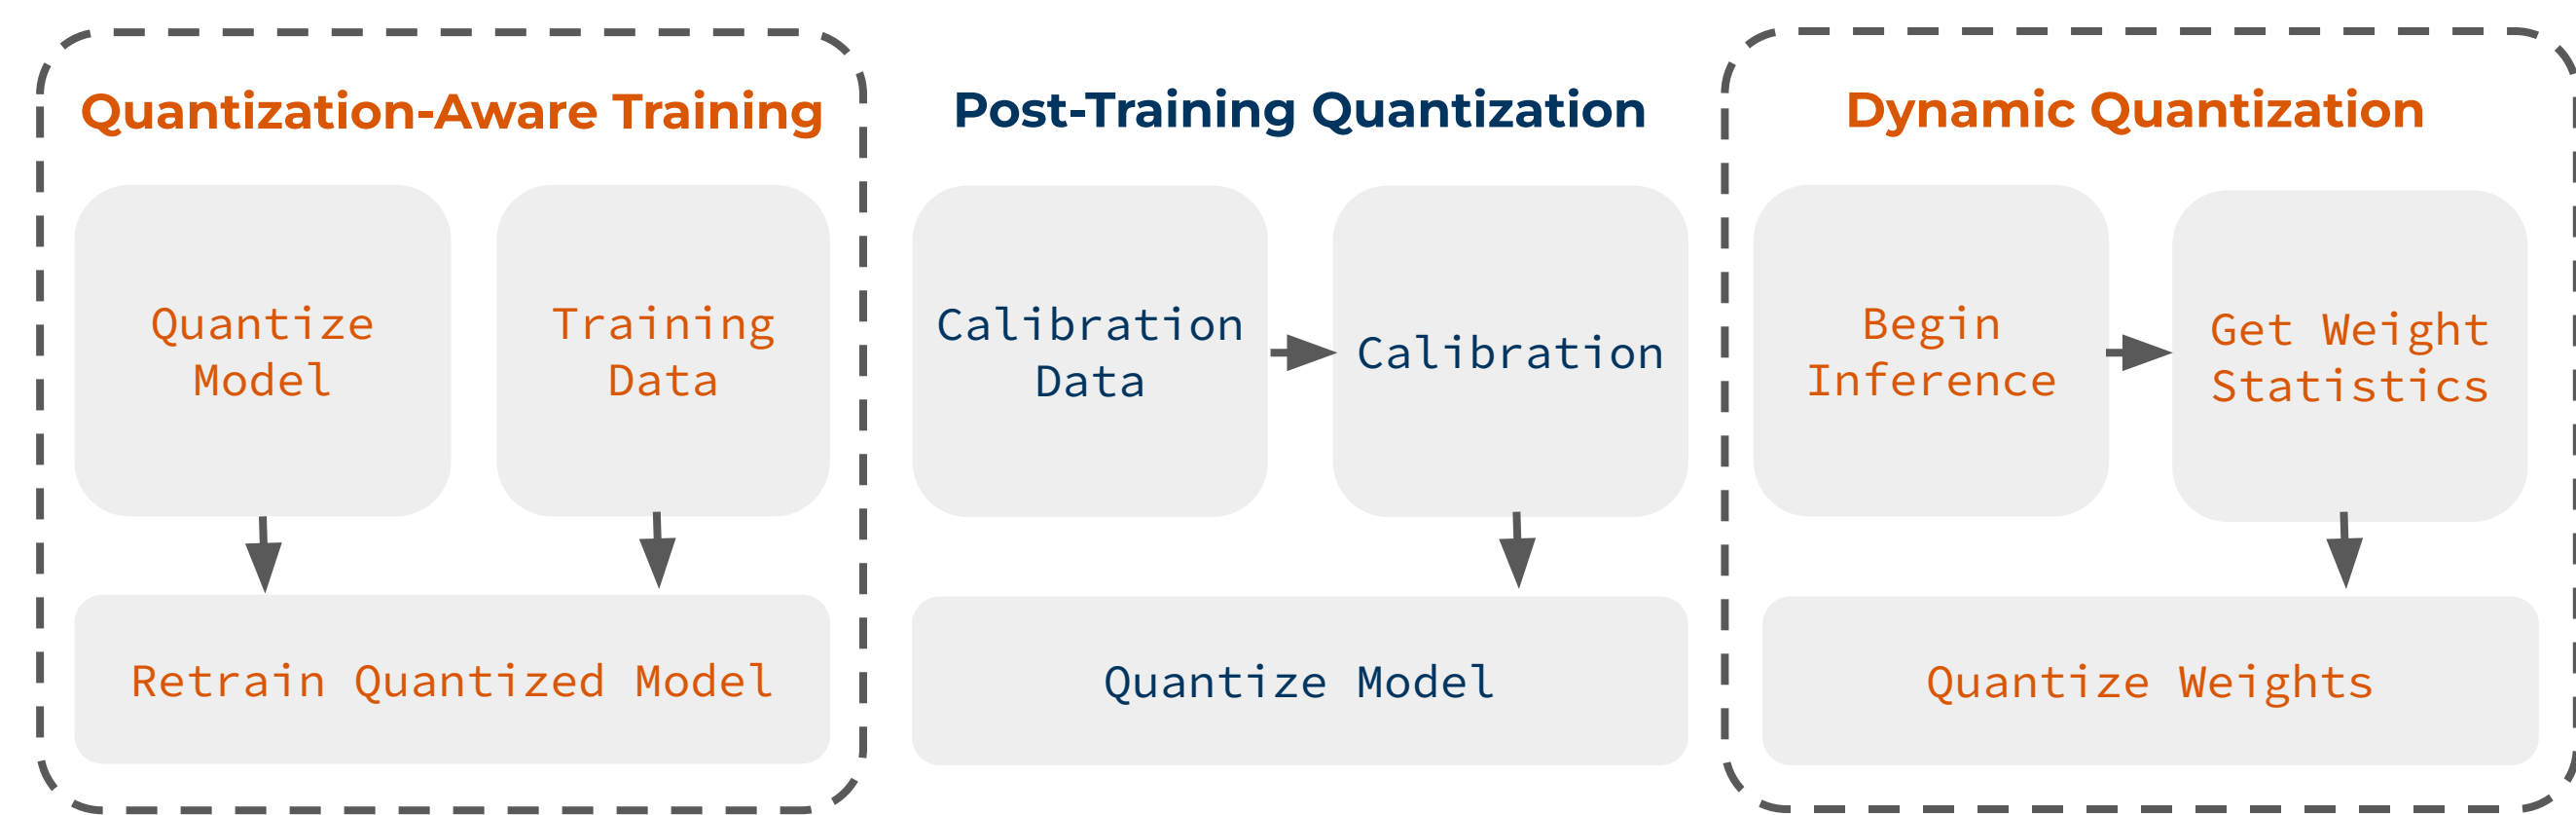 Quantization-Aware Training
Quantize
Model
Training
Data
Retrain Quantized Model
Post-Training Quantization
Calibration
Data
Calibration
Quantize Model
Dynamic Quantization
Begin
Inference
Get Weight
Statistics
Quantize Weights